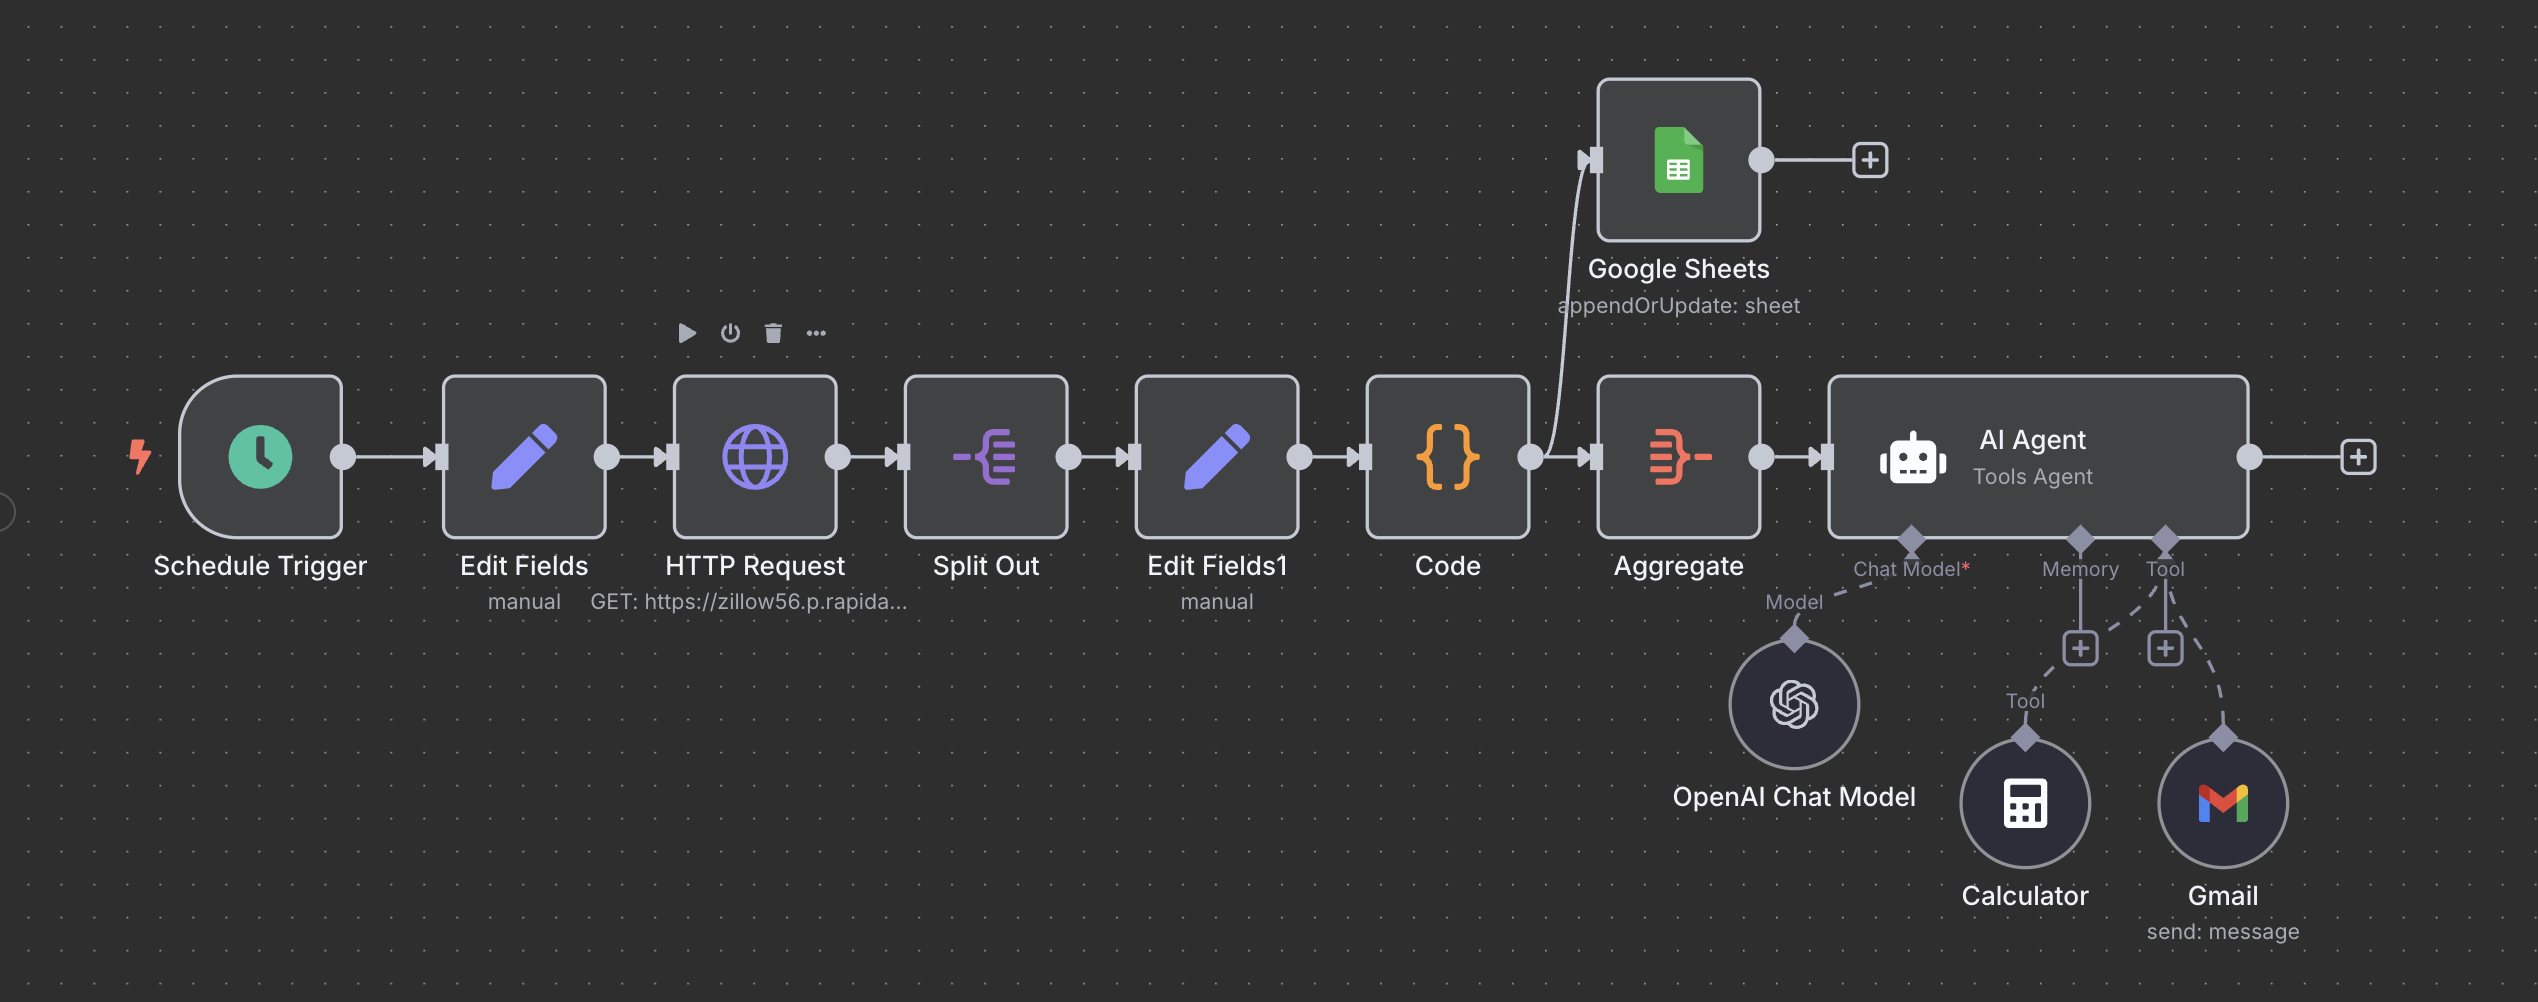 Google Sheets
appendOrUpdate: sheet
Schedule Trigger
Edit Fields
manual
HTTP Request
GET: https://zillow56.p.rapida...
Split Out
Edit Fields1
manual
Code
Aggregate
AI Agent
Tools Agent
Chat Model*
Memory
Tool
Model
OpenAI Chat Model
Tool
Calculator
Gmail
send: message